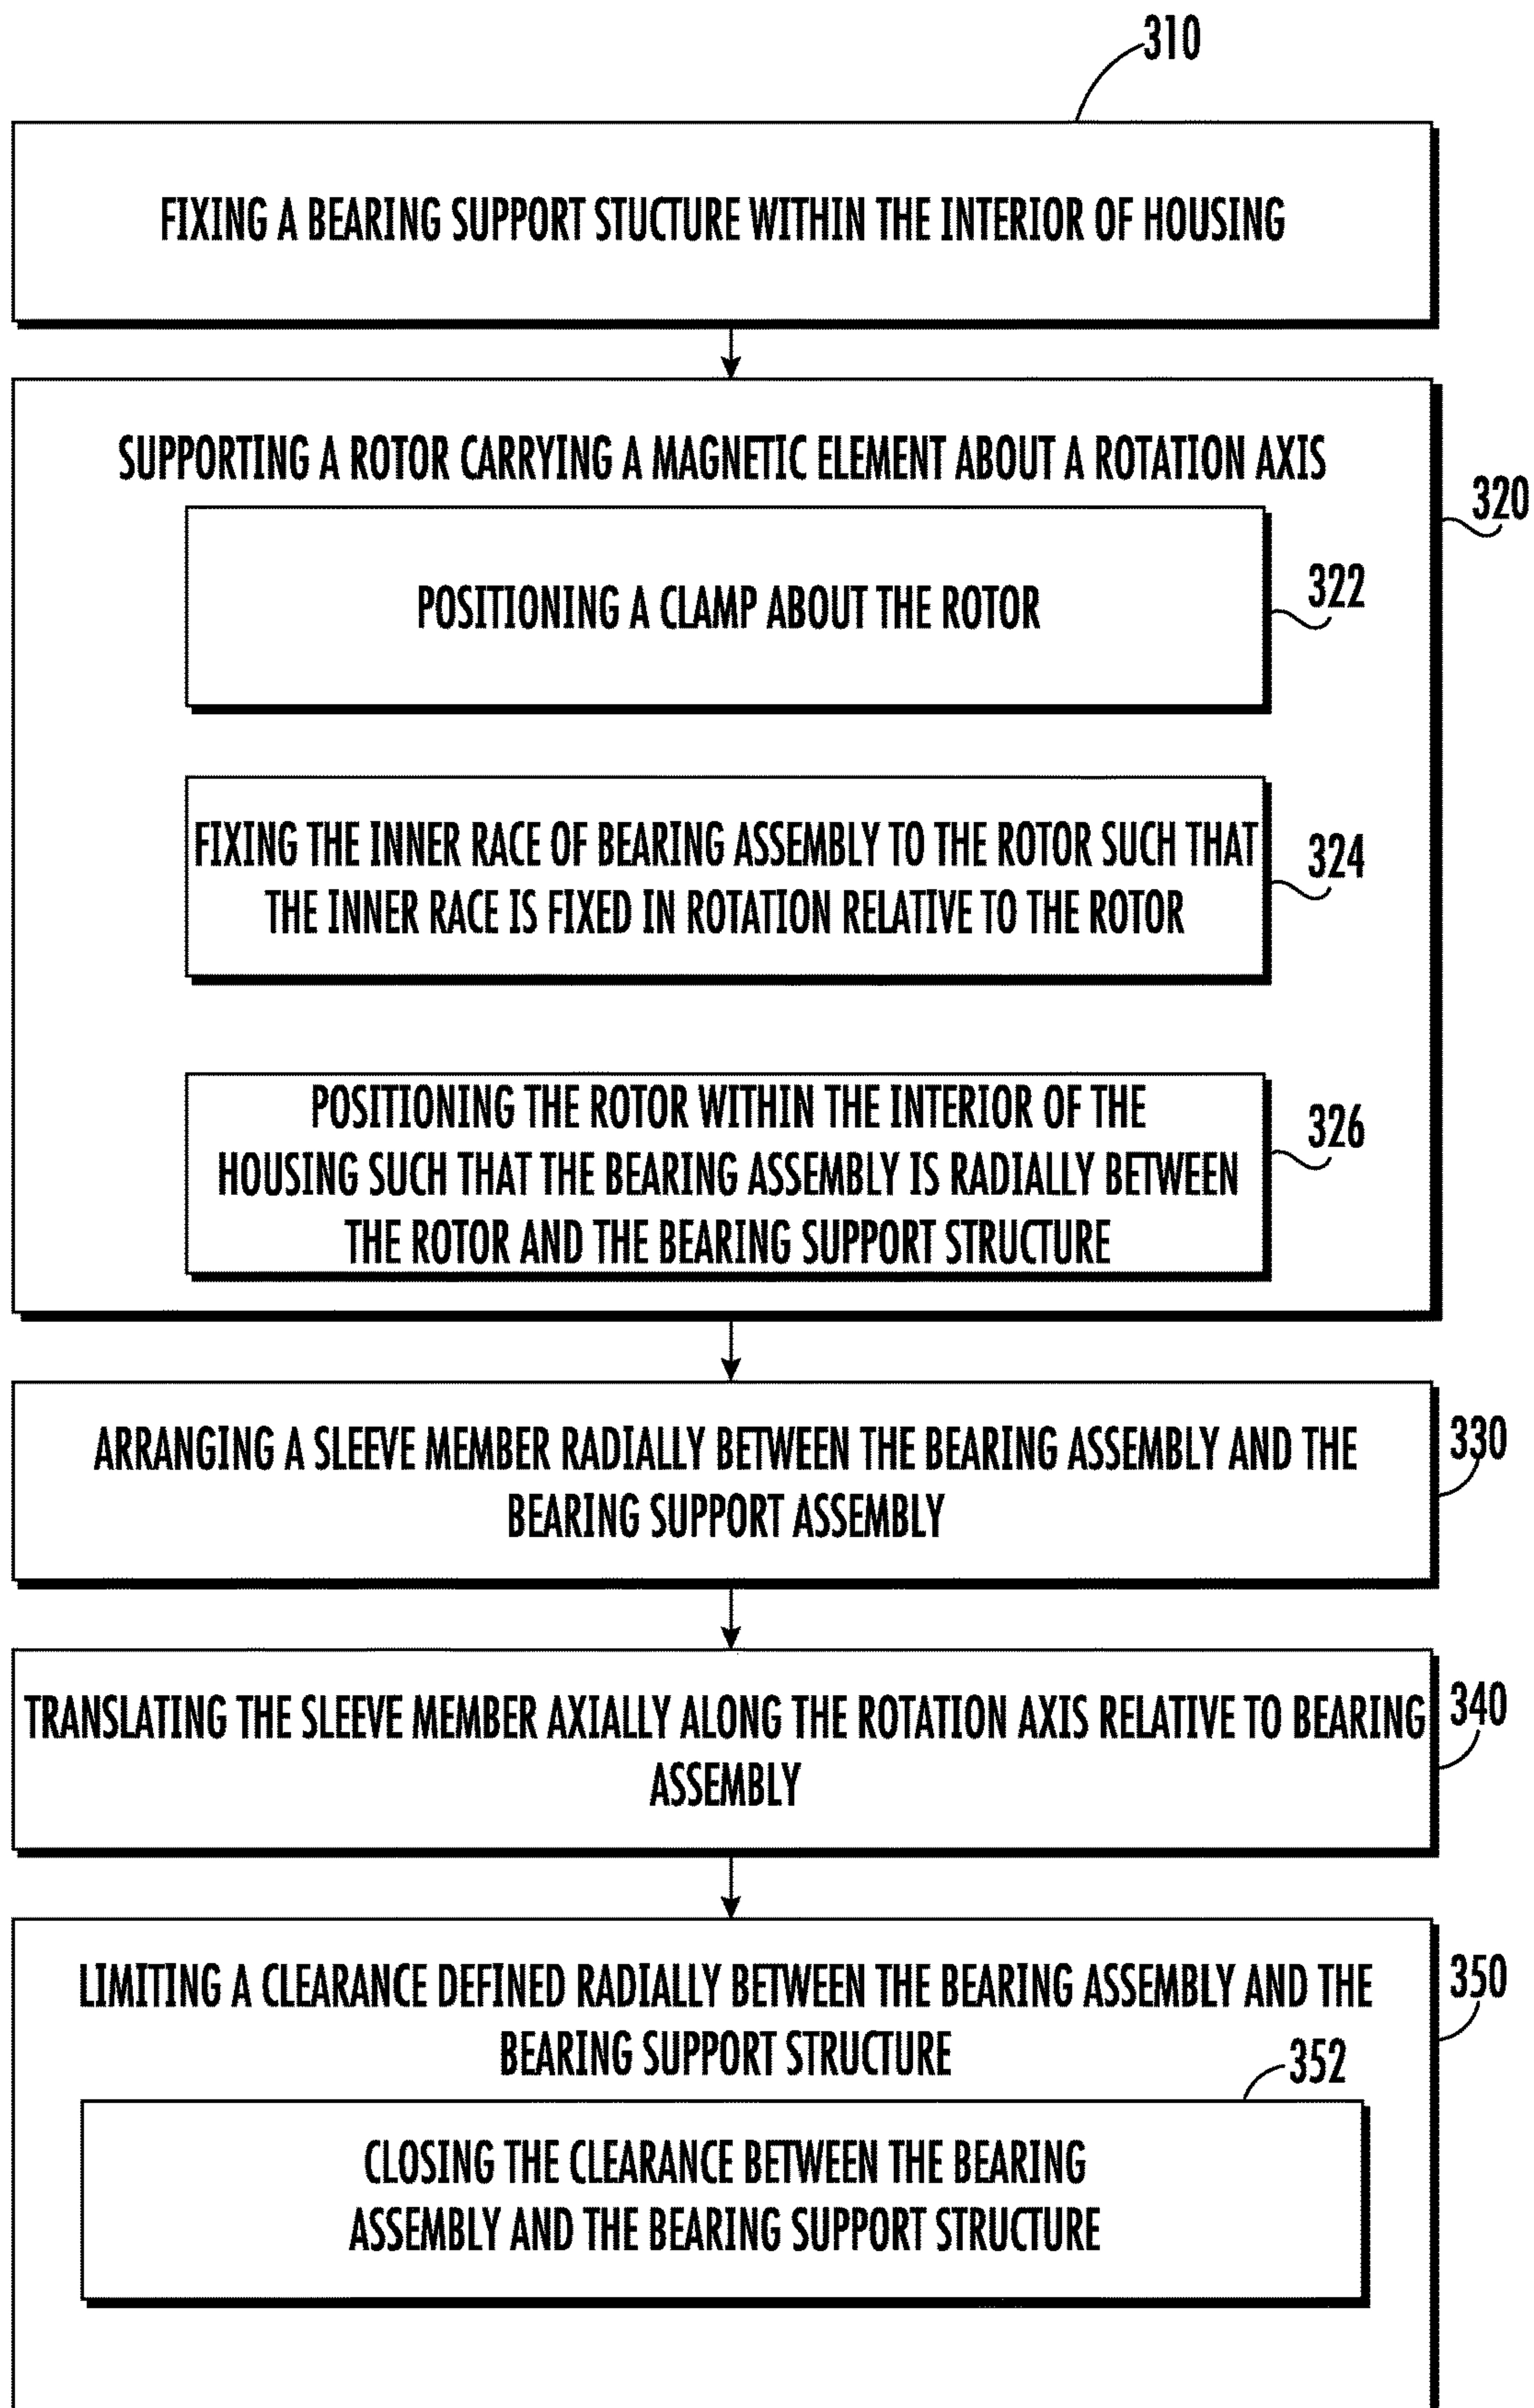 310
FIXING A BEARING SUPPORT STUCTURE WITHIN THE INTERIOR OF HOUSING
SUPPORTING A ROTOR CARRYING A MAGNETIC ELEMENT ABOUT A ROTATION AXIS
320
POSITIONING A CLAMP ABOUT THE ROTOR
322
FIXING THE INNER RACE OF BEARING ASSEMBLY TO THE ROTOR SUCH THAT
THE INNER RACE IS FIXED IN ROTATION RELATIVE TO THE ROTOR
324
POSITIONING THE ROTOR WITHIN THE INTERIOR OF THE
HOUSING SUCH THAT THE BEARING ASSEMBLY IS RADIALLY BETWEEN
THE ROTOR AND THE BEARING SUPPORT STRUCTURE
326
ARRANGING A SLEEVE MEMBER RADIALLY BETWEEN THE BEARING ASSEMBLY AND THE
BEARING SUPPORT ASSEMBLY
330
TRANSLATING THE SLEEVE MEMBER AXIALLY ALONG THE ROTATION AXIS RELATIVE TO BEARING
ASSEMBLY
340
LIMITING A CLEARANCE DEFINED RADIALLY BETWEEN THE BEARING ASSEMBLY AND THE
BEARING SUPPORT STRUCTURE
350
352
CLOSING THE CLEARANCE BETWEEN THE BEARING
ASSEMBLY AND THE BEARING SUPPORT STRUCTURE